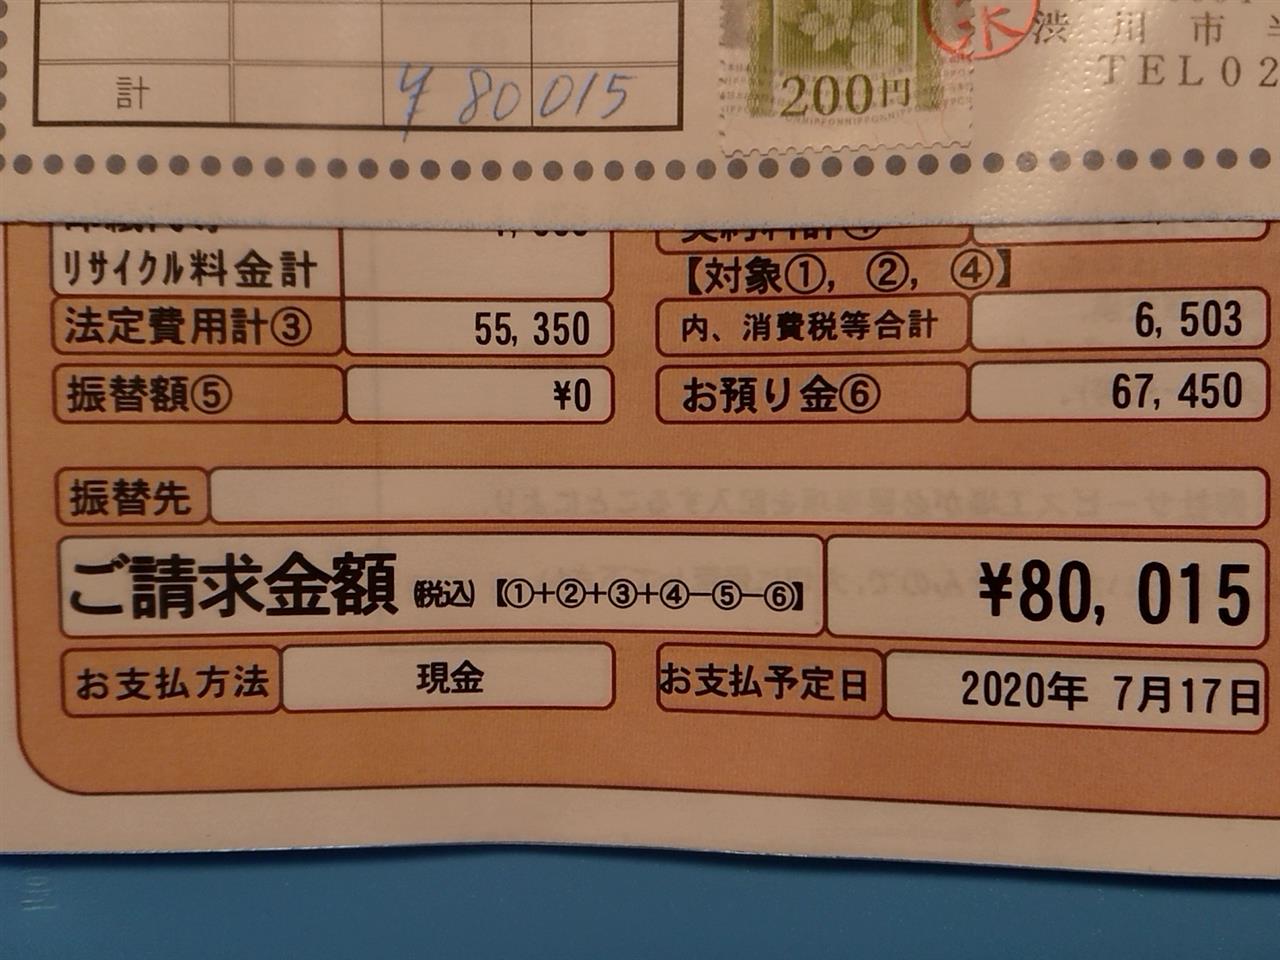 計 ¥80015
200円
渋川市
TEL02
リサイクル料金計
【対象①, ②, ④】
法定費用計③ 55,350
内、消費税等合計 6,503
振替額⑤ ¥0
お預り金⑥ 67,450
振替先
ご請求金額 (税込)【①+②+③+④−⑤−⑥】 ¥80,015
お支払方法 現金
お支払予定日 2020年 7月17日